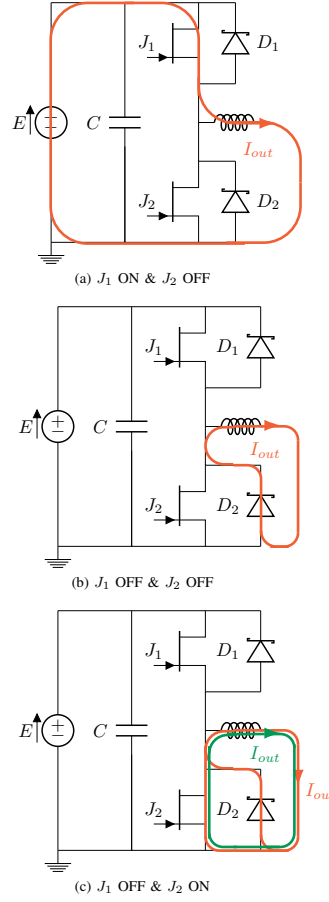 J1
D1
E
C
Iout
J2
D2
(a) J1 ON & J2 OFF
J1
D1
E
C
Iout
J2
D2
(b) J1 OFF & J2 OFF
J1
D1
E
C
Iout
Iou
J2
D2
(c) J1 OFF & J2 ON